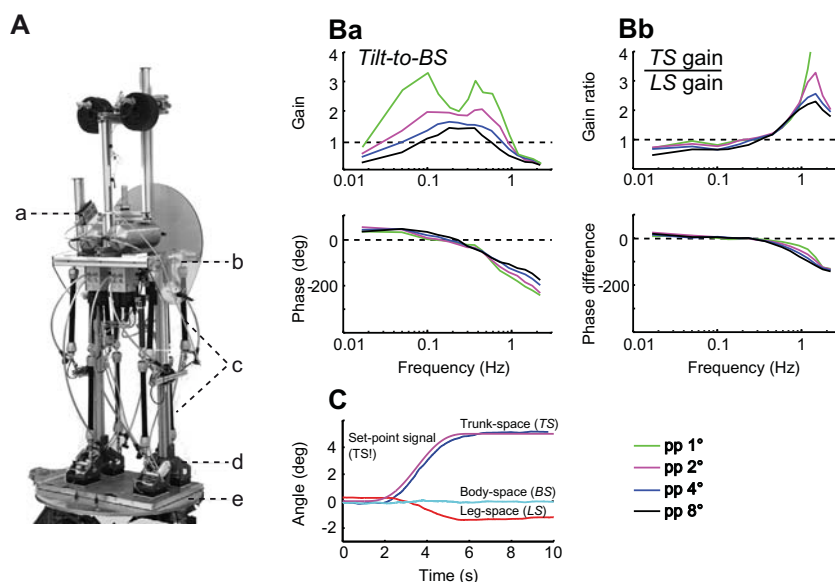 A
a
b
c
d
e
Ba
Tilt-to-BS
Gain
4
3
2
1
0
0.01
0.1
1
Phase (deg)
0
-200
0.01
0.1
1
Frequency (Hz)
Bb
TS gain
LS gain
Gain ratio
4
3
2
1
0
0.01
0.1
1
Phase difference
0
-200
0.01
0.1
1
Frequency (Hz)
C
Set-point signal
(TS!)
Trunk-space (TS)
Body-space (BS)
Leg-space (LS)
Angle (deg)
6
4
2
0
-2
0
2
4
6
8
10
Time (s)
pp 1°
pp 2°
pp 4°
pp 8°